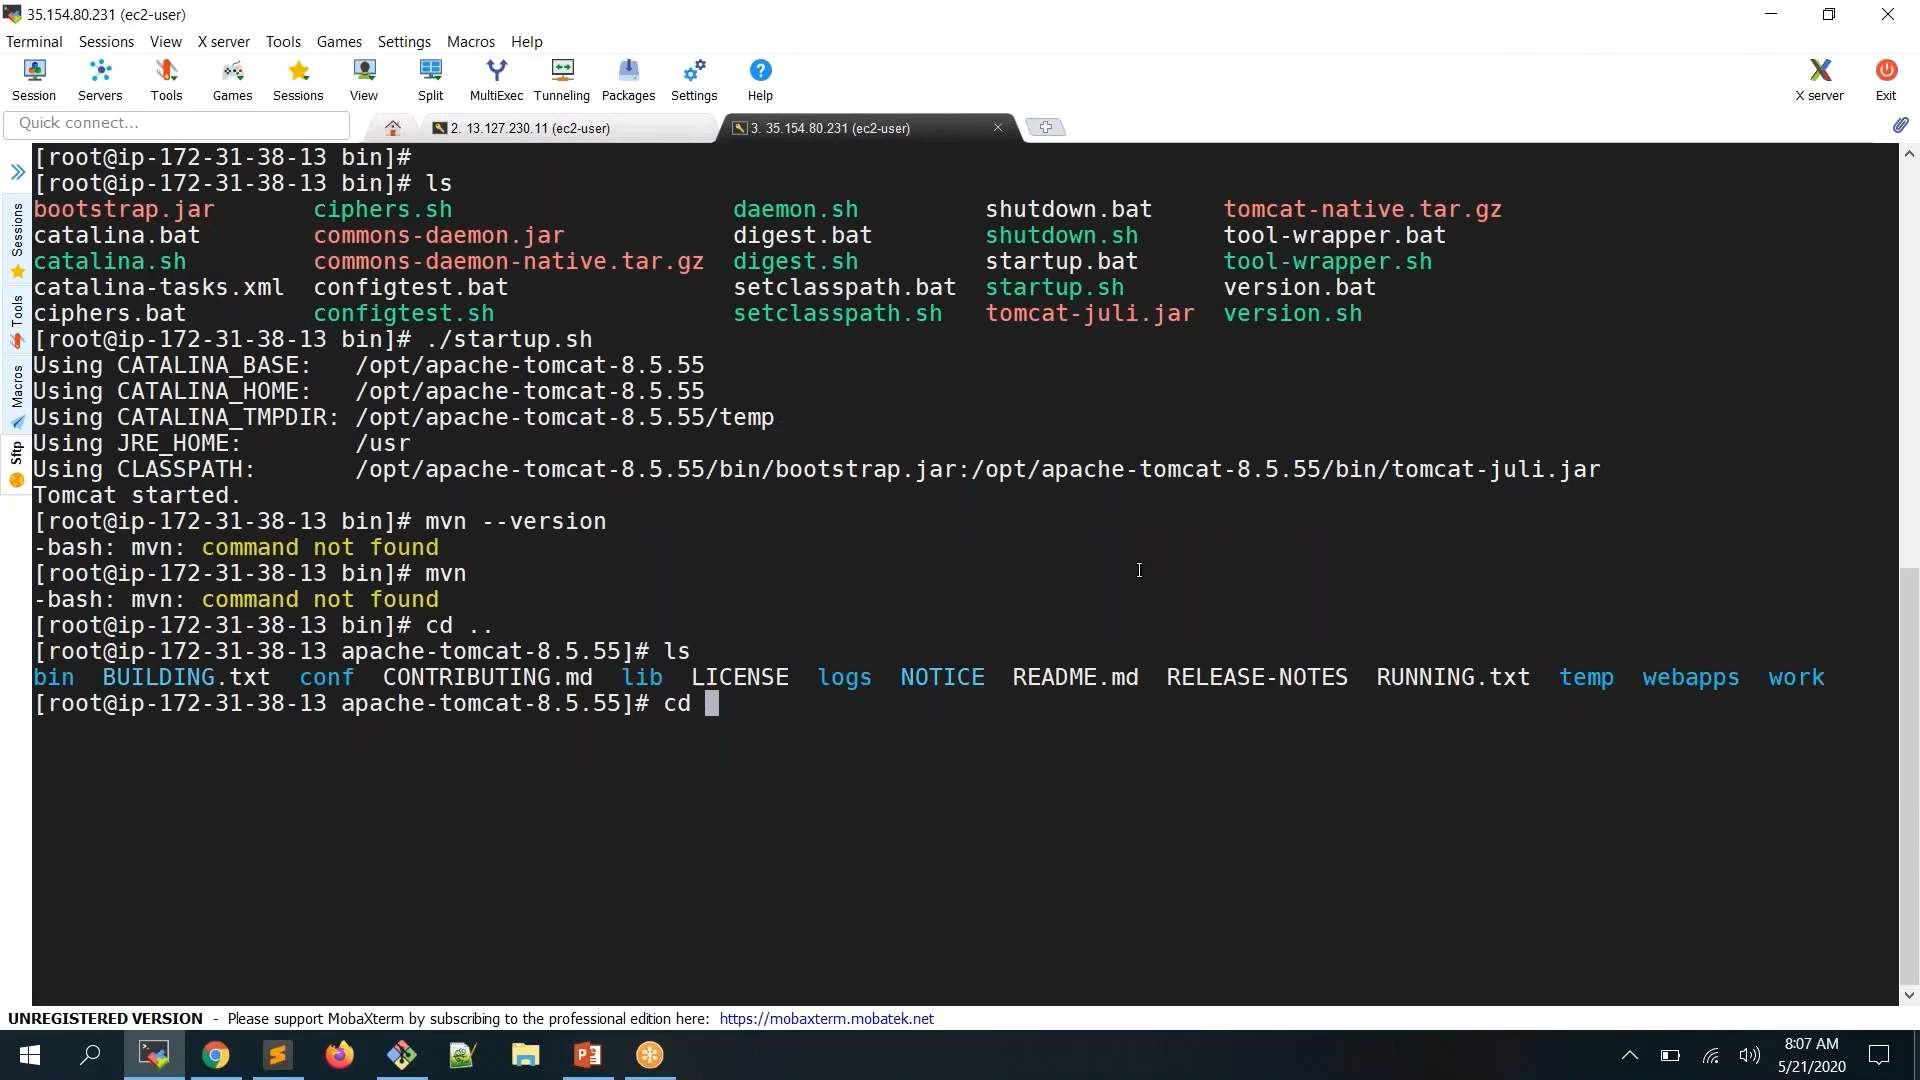 35.154.80.231 (ec2-user)
Terminal Sessions View X server Tools Games Settings Macros Help
Session Servers Tools Games Sessions View Split MultiExec Tunneling Packages Settings Help X server Exit
Quick connect... 2. 13.127.230.11 (ec2-user) 3. 35.154.80.231 (ec2-user)
Sessions
Tools
Macros
Sftp
[root@ip-172-31-38-13 bin]#
[root@ip-172-31-38-13 bin]# ls
bootstrap.jar ciphers.sh daemon.sh shutdown.bat tomcat-native.tar.gz
catalina.bat commons-daemon.jar digest.bat shutdown.sh tool-wrapper.bat
catalina.sh commons-daemon-native.tar.gz digest.sh startup.bat tool-wrapper.sh
catalina-tasks.xml configtest.bat setclasspath.bat startup.sh version.bat
ciphers.bat configtest.sh setclasspath.sh tomcat-juli.jar version.sh
[root@ip-172-31-38-13 bin]# ./startup.sh
Using CATALINA_BASE: /opt/apache-tomcat-8.5.55
Using CATALINA_HOME: /opt/apache-tomcat-8.5.55
Using CATALINA_TMPDIR: /opt/apache-tomcat-8.5.55/temp
Using JRE_HOME: /usr
Using CLASSPATH: /opt/apache-tomcat-8.5.55/bin/bootstrap.jar:/opt/apache-tomcat-8.5.55/bin/tomcat-juli.jar
Tomcat started.
[root@ip-172-31-38-13 bin]# mvn --version
-bash: mvn: command not found
[root@ip-172-31-38-13 bin]# mvn
-bash: mvn: command not found
[root@ip-172-31-38-13 bin]# cd ..
[root@ip-172-31-38-13 apache-tomcat-8.5.55]# ls
bin BUILDING.txt conf CONTRIBUTING.md lib LICENSE logs NOTICE README.md RELEASE-NOTES RUNNING.txt temp webapps work
[root@ip-172-31-38-13 apache-tomcat-8.5.55]# cd
UNREGISTERED VERSION - Please support MobaXterm by subscribing to the professional edition here: https://mobaxterm.mobatek.net
8:07 AM
5/21/2020